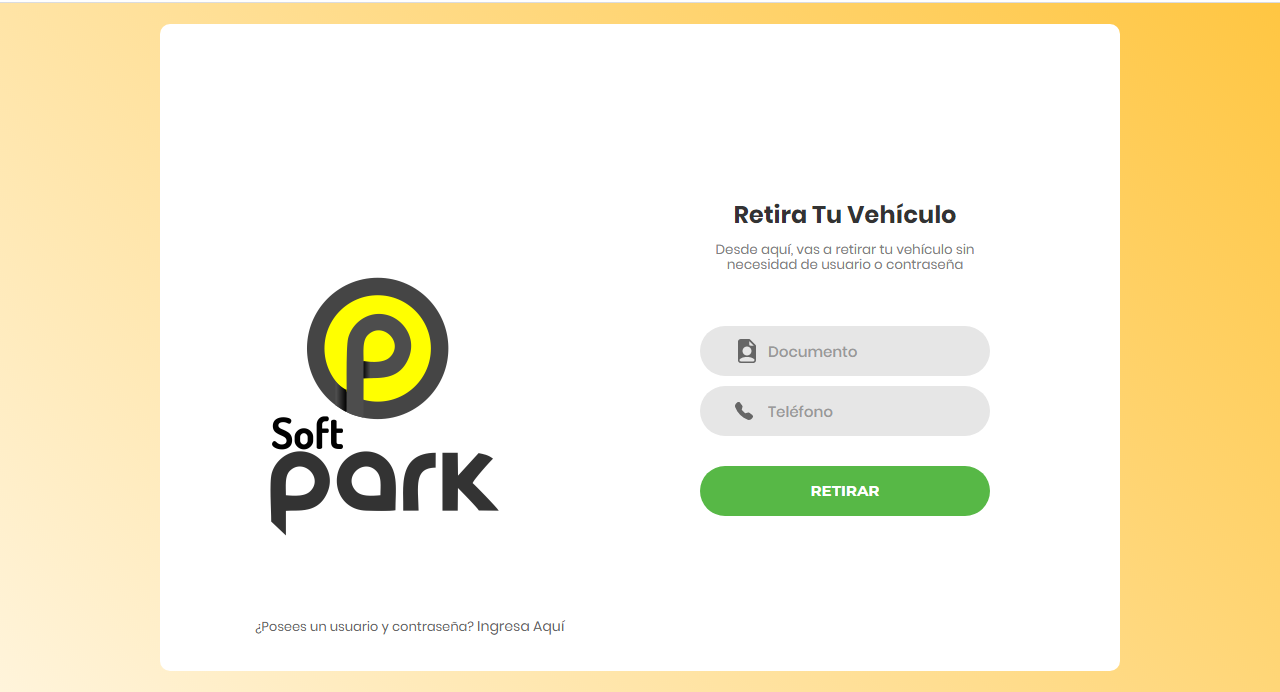 Retira Tu Vehículo
Desde aquí, vas a retirar tu vehículo sin
necesidad de usuario o contraseña
Documento
Teléfono
RETIRAR
Soft
park
¿Posees un usuario y contraseña? Ingresa Aquí